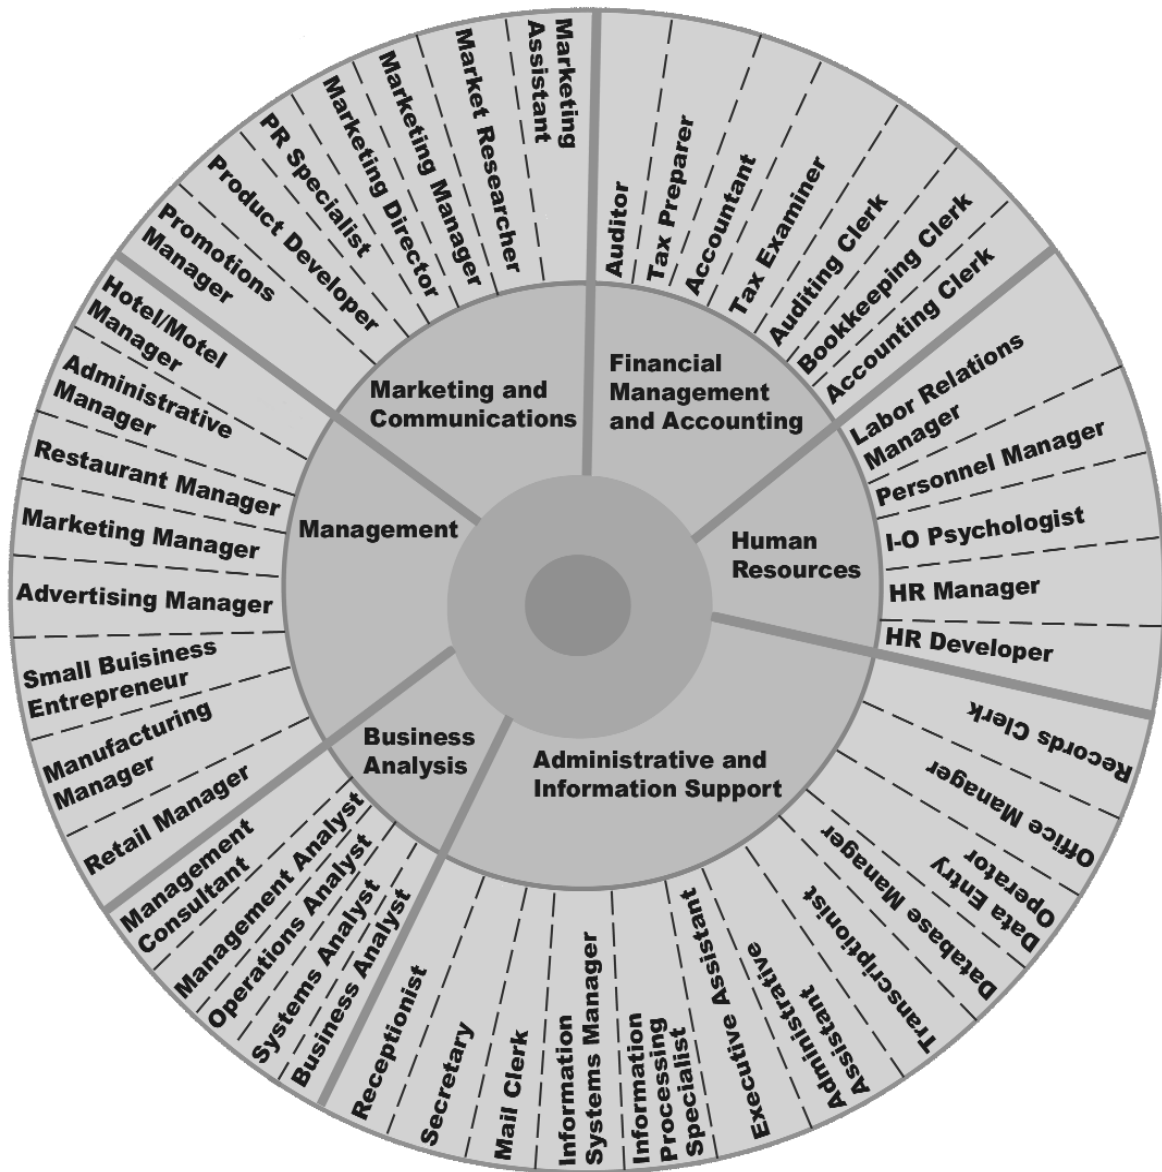 Marketing and
Communications
Promotions
Manager
Product Developer
PR Specialist
Marketing Director
Marketing Manager
Market Researcher
Marketing
Assistant
Financial
Management
and Accounting
Auditor
Tax Preparer
Accountant
Tax Examiner
Auditing Clerk
Bookkeeping Clerk
Accounting Clerk
Human
Resources
Labor Relations
Manager
Personnel Manager
I-O Psychologist
HR Manager
HR Developer
Administrative and
Information Support
Records Clerk
Office Manager
Data Entry
Operator
Database Manager
Transcriptionist
Administrative
Assistant
Executive Assistant
Information
Processing
Specialist
Information
Systems Manager
Mail Clerk
Secretary
Receptionist
Business
Analysis
Business Analyst
Systems Analyst
Operations Analyst
Management Analyst
Management
Consultant
Management
Retail Manager
Manufacturing
Manager
Small Buisiness
Entrepreneur
Advertising Manager
Marketing Manager
Restaurant Manager
Administrative
Manager
Hotel/Motel
Manager